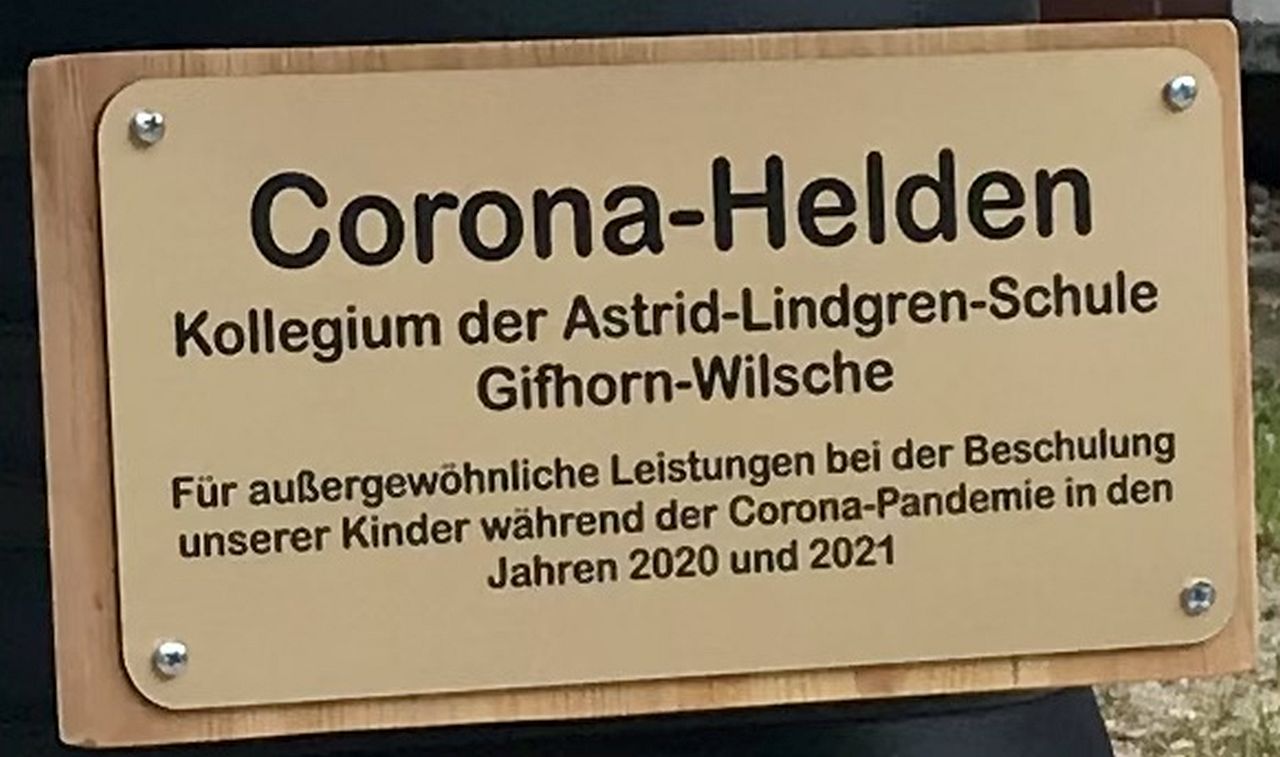 Corona-Helden
Kollegium der Astrid-Lindgren-Schule
Gifhorn-Wilsche
Für außergewöhnliche Leistungen bei der Beschulung
unserer Kinder während der Corona-Pandemie in den
Jahren 2020 und 2021